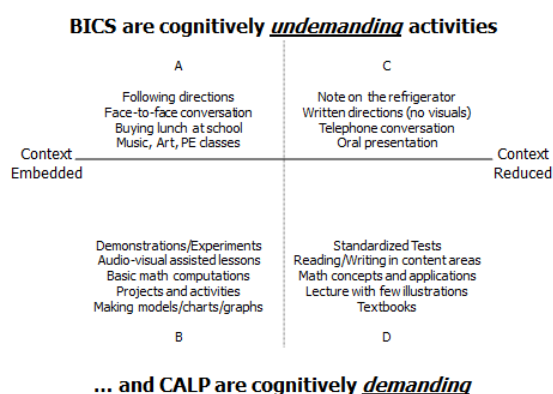 BICS are cognitively undemanding activities
A
Following directions
Face-to-face conversation
Buying lunch at school
Music, Art, PE classes
C
Note on the refrigerator
Written directions (no visuals)
Telephone conversation
Oral presentation
Context
Embedded
Context
Reduced
Demonstrations/Experiments
Audio-visual assisted lessons
Basic math computations
Projects and activities
Making models/charts/graphs
B
Standardized Tests
Reading/Writing in content areas
Math concepts and applications
Lecture with few illustrations
Textbooks
D
... and CALP are cognitively demanding